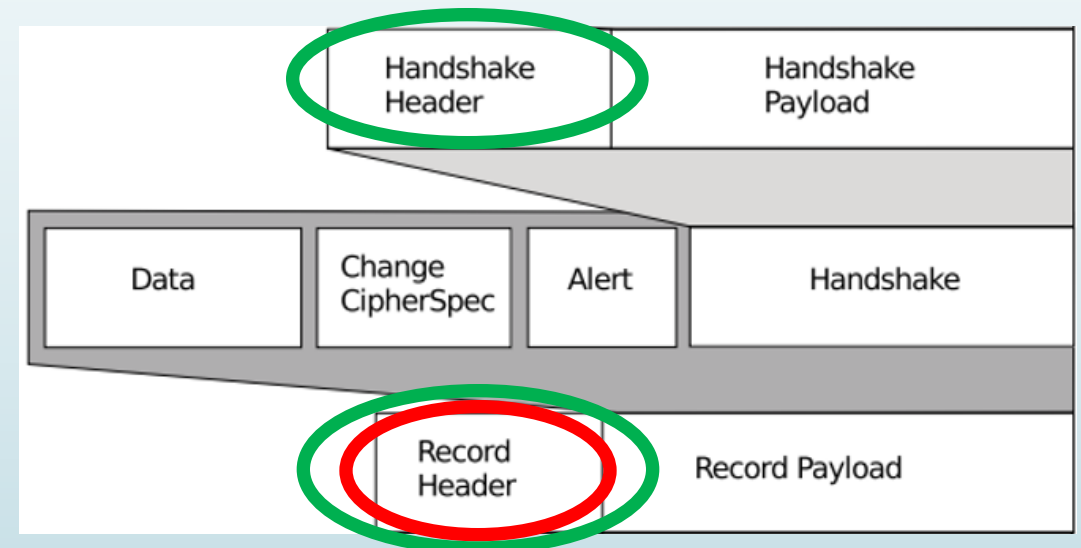 Handshake
Header
Handshake
Payload
Data
Change
CipherSpec
Alert
Handshake
Record
Header
Record Payload